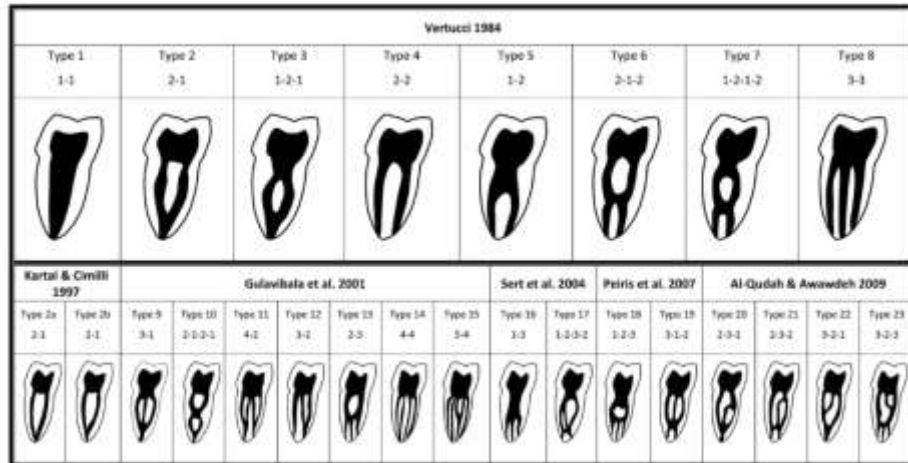 Vertucci 1984
Type 1 Type 2 Type 3 Type 4 Type 5 Type 6 Type 7 Type 8
1-1 2-1 1-2-1 2-2 1-2 2-1-2 1-2-1-2 3-3
Kartal & Cimilli 1997 Gulavibala et al. 2001 Sert et al. 2004 Peiris et al. 2007 Al-Qudah & Awawdeh 2009
Type 2a Type 2b Type 9 Type 10 Type 11 Type 12 Type 13 Type 14 Type 15 Type 16 Type 17 Type 18 Type 19 Type 20 Type 21 Type 22 Type 23
2-1 2-1 3-1 2-1-2-1 4-2 3-2 2-3 4-4 5-4 1-3 1-2-3-2 1-2-3 3-1-2 2-3-1 2-3-2 3-2-1 3-2-3